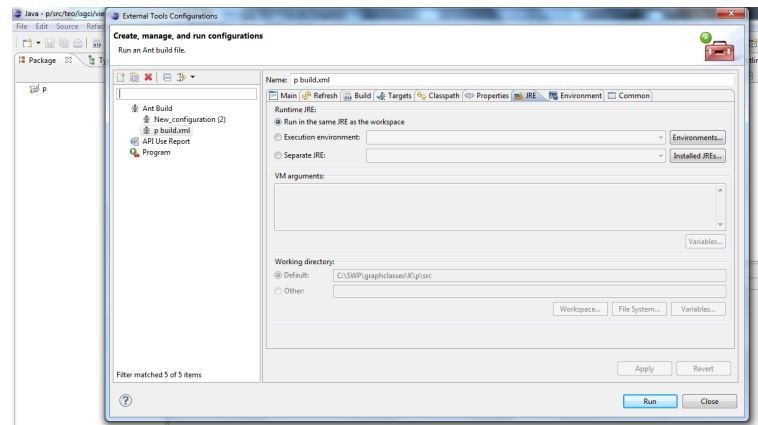 Java - p/src/teo/isgci/vie
External Tools Configurations
File Edit Source Refac
Create, manage, and run configurations
Run an Ant build file.
Package
p
Name: p build.xml
Main Refresh Build Targets Classpath Properties JRE Environment Common
Ant Build
New_configuration (2)
p build.xml
API Use Report
Program
Runtime JRE:
Run in the same JRE as the workspace
Execution environment: Environments...
Separate JRE: Installed JREs...
VM arguments:
Variables...
Working directory:
Default: C:\SWP\graphclasses\K\p\src
Other:
Workspace... File System... Variables...
Apply Revert
Filter matched 5 of 5 items
Run Close